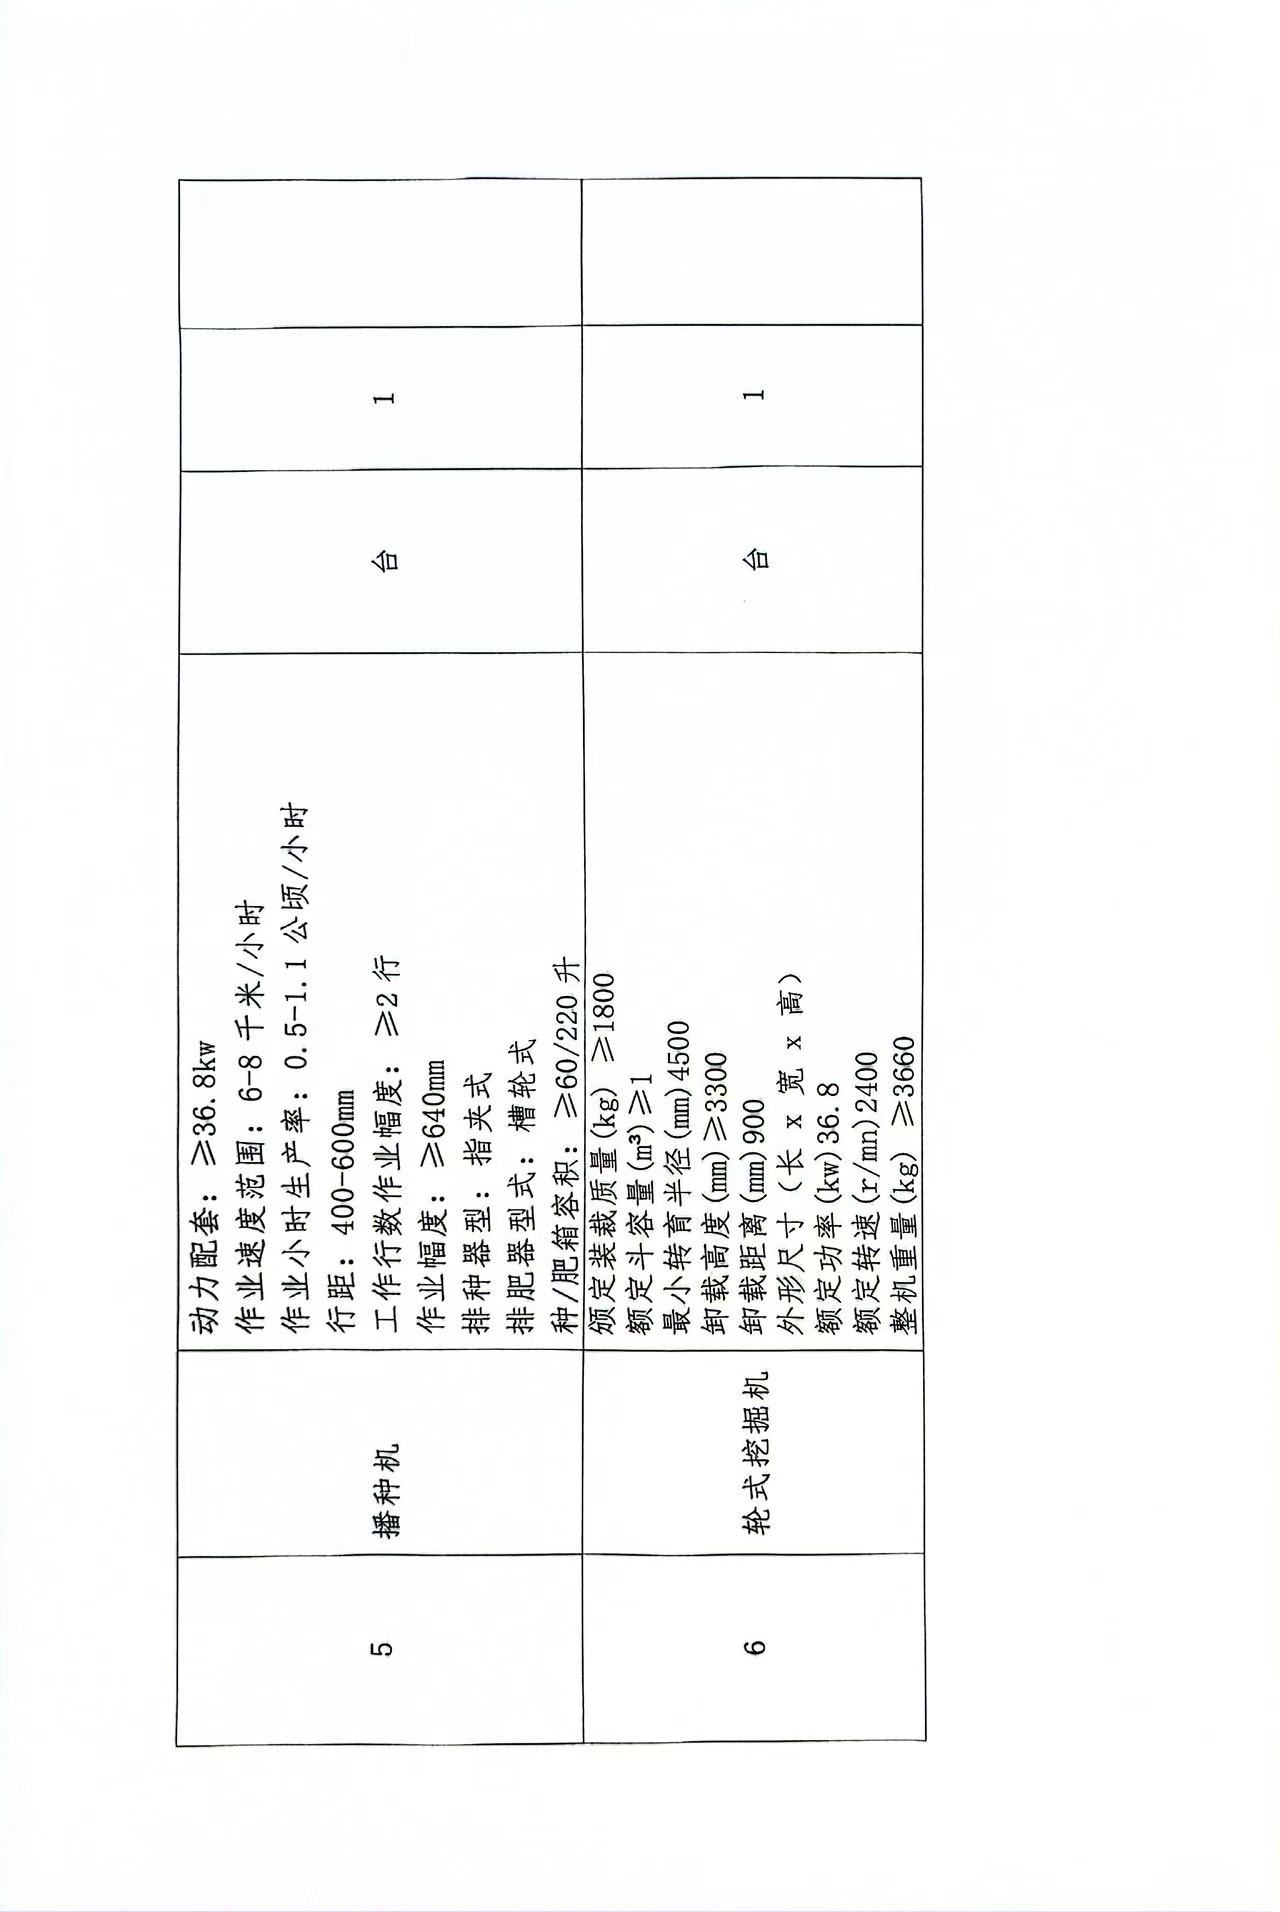 5
播种机
动力配套: ≥36.8kw
作业速度范围: 6-8 千米/小时
作业小时生产率: 0.5-1.1 公顷/小时
行距: 400-600mm
工作行数作业幅度: ≥2 行
作业幅度: ≥640mm
排种器型: 指夹式
排肥器型式: 槽轮式
种/肥箱容积: ≥60/220 升
台
1
6
轮式挖掘机
颁定装裁质量(kg) ≥1800
额定斗容量(m³)≥1
最小转育半径(mm)4500
卸载高度(mm)≥3300
卸载距离(mm)900
外形尺寸（长 x 宽 x 高）
额定功率(kw)36.8
额定转速(r/mn)2400
整机重量(kg) ≥3660
台
1